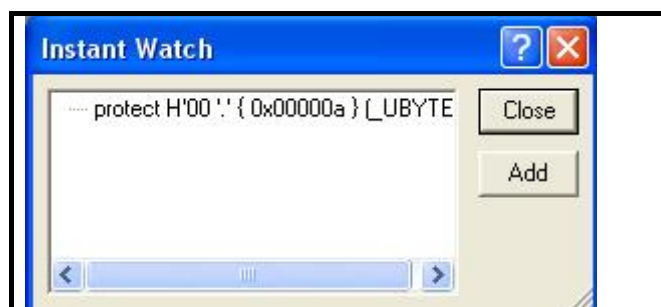 Instant Watch
protect H'00 '.' { 0x00000a } (_UBYTE
Close
Add